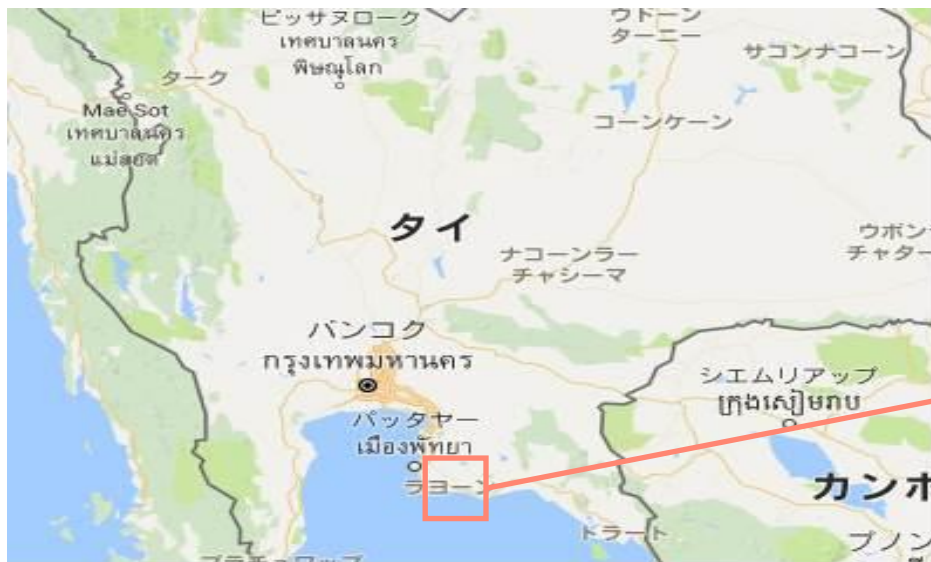 ピッサヌローク
เทศบาลนคร
พิษณุโลก
ウドーン
ターニー
サコンナコーン
ターク
Mae Sot
เทศบาลนคร
แม่สอด
コーンケーン
タイ
ナコーンラー
チャシーマ
ウボン
チャター
バンコク
กรุงเทพมหานคร
シエムリアップ
ក្រុងសៀមរាប
パッタヤー
เมืองพัทยา
ラヨーン
カンボ
トラート
プノン